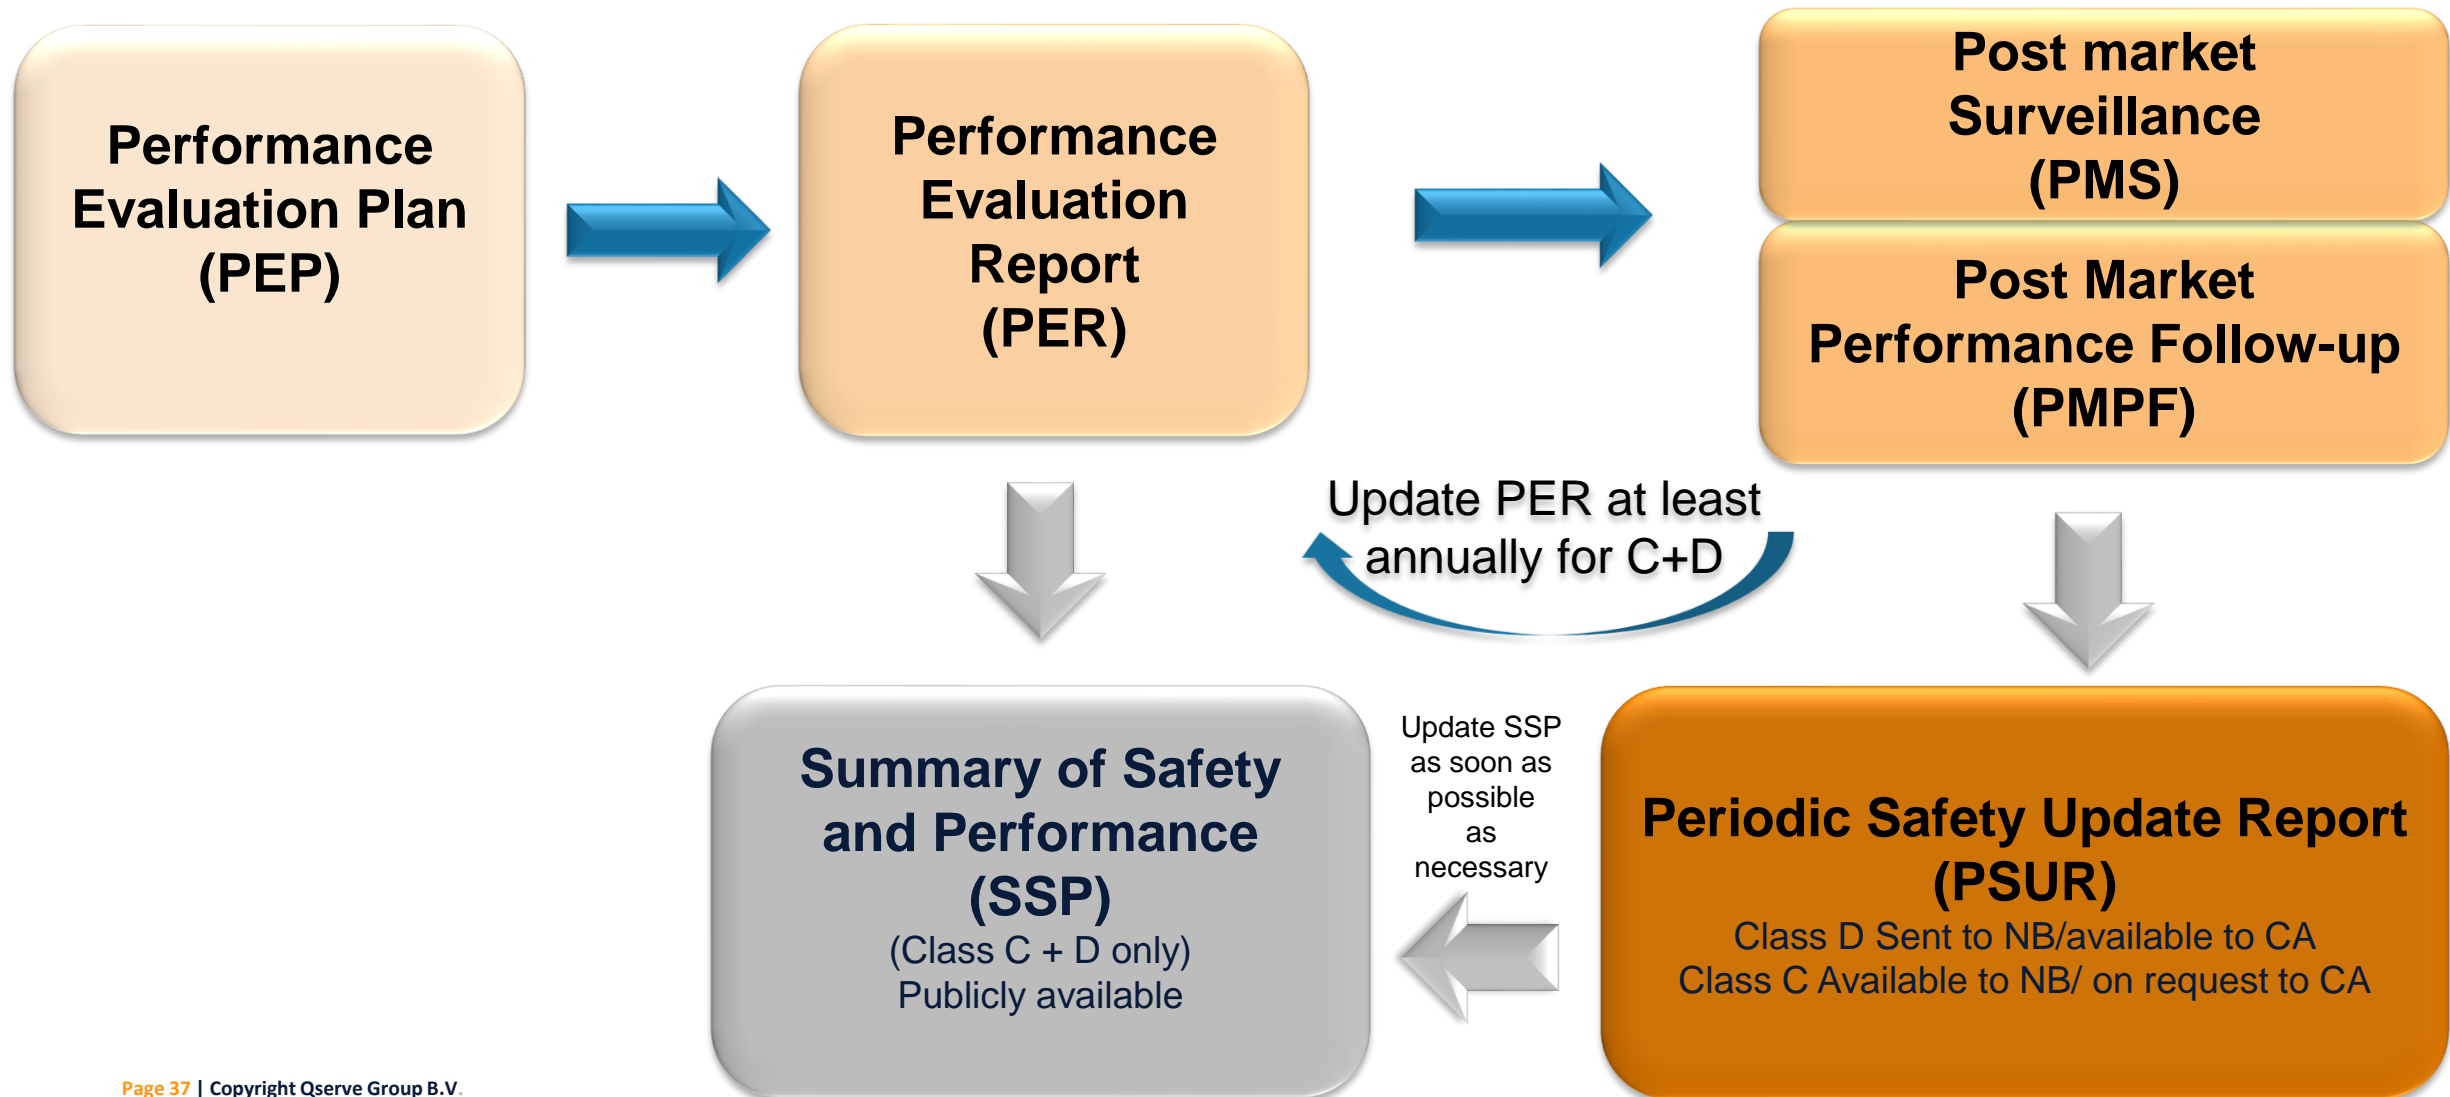 Performance
Evaluation Plan
(PEP)
Performance
Evaluation
Report
(PER)
Post market
Surveillance
(PMS)
Post Market
Performance Follow-up
(PMPF)
Update PER at least
annually for C+D
Summary of Safety
and Performance
(SSP)
(Class C + D only)
Publicly available
Update SSP
as soon as
possible
as
necessary
Periodic Safety Update Report
(PSUR)
Class D Sent to NB/available to CA
Class C Available to NB/ on request to CA
Page 37 | Copyright Qserve Group B.V.